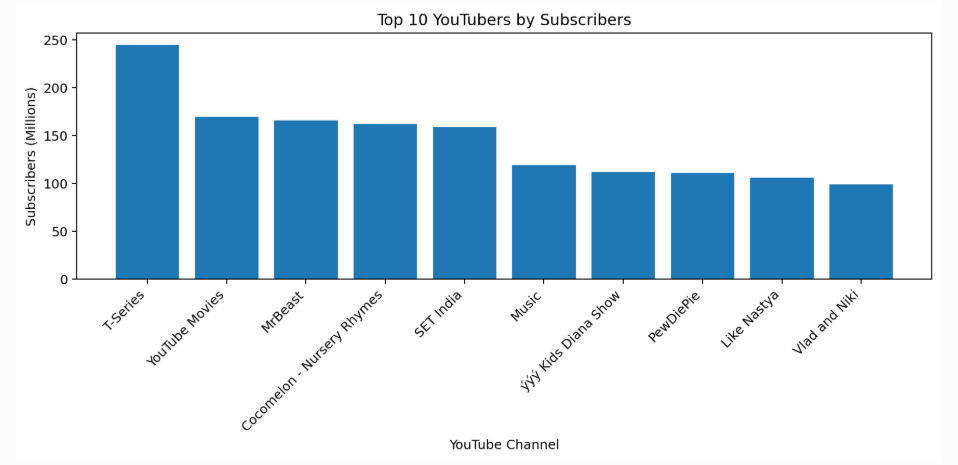 Top 10 YouTubers by Subscribers
Subscribers (Millions)
250
200
150
100
50
0
T-Series
YouTube Movies
MrBeast
Cocomelon - Nursery Rhymes
SET India
Music
ýýý Kids Diana Show
PewDiePie
Like Nastya
Vlad and Niki
YouTube Channel